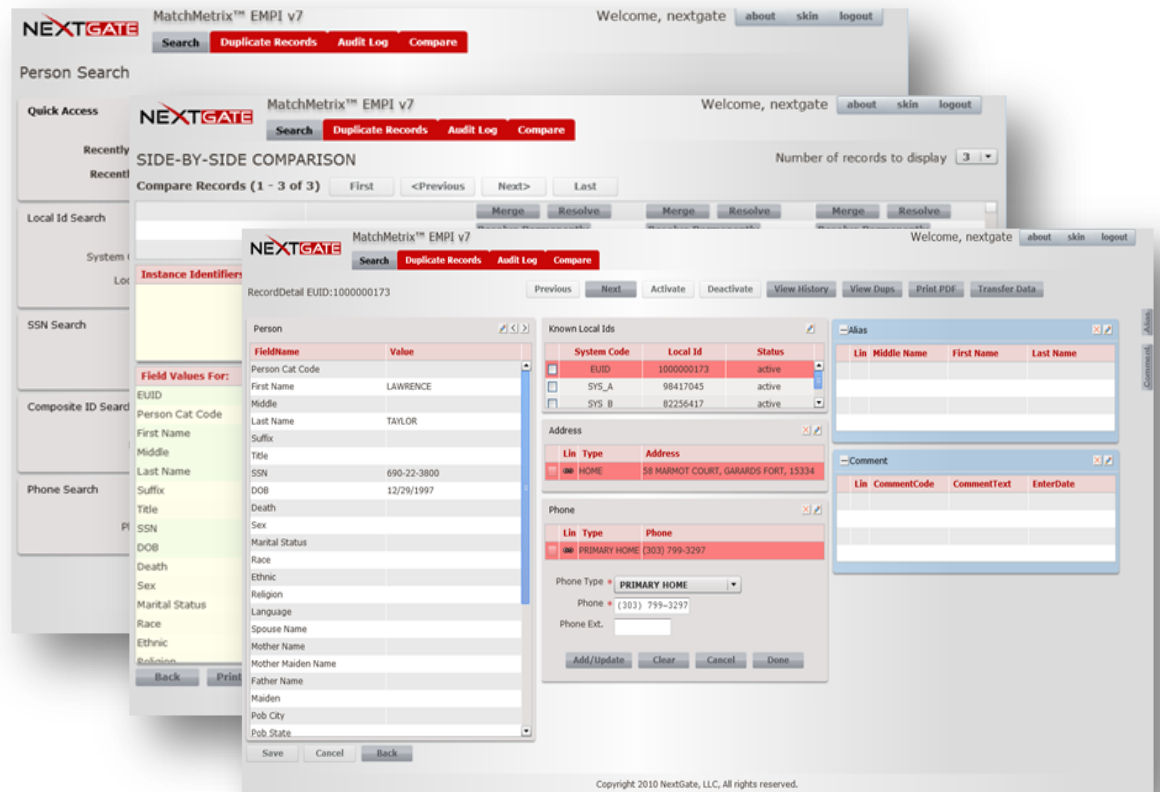 NEXTGATE
MatchMetrix™ EMPI v7
Welcome, nextgate about skin logout
Search Duplicate Records Audit Log Compare
Person Search
Quick Access
Recently
Local Id Search
System
SSN Search
Composite ID Search
Phone Search
NEXTGATE
MatchMetrix™ EMPI v7
Welcome, nextgate about skin logout
Search Duplicate Records Audit Log Compare
SIDE-BY-SIDE COMPARISON
Number of records to display 3
Compare Records (1 - 3 of 3) First <Previous Next> Last
Merge Resolve Merge Resolve Merge Resolve
Instance Identifiers
Field Values For:
EUID
Person Cat Code
First Name
Middle
Last Name
Suffix
Title
SSN
DOB
Death
Sex
Marital Status
Race
Ethnic
Religion
Back Print
NEXTGATE
MatchMetrix™ EMPI v7
Welcome, nextgate about skin logout
Search Duplicate Records Audit Log Compare
RecordDetail EUID:1000000173
Previous Next Activate Deactivate View History View Dups Print PDF Transfer Data
Person
FieldName Value
Person Cat Code
First Name LAWRENCE
Middle
Last Name TAYLOR
Suffix
Title
SSN 690-22-3800
DOB 12/29/1997
Death
Sex
Marital Status
Race
Ethnic
Religion
Language
Spouse Name
Mother Name
Mother Maiden Name
Father Name
Maiden
Pob City
Pob State
Save Cancel Back
Known Local Ids
System Code Local Id Status
EUID 1000000173 active
SYS_A 98417045 active
SYS_B 82256417 active
Address
Lin Type Address
HOME 58 MARMOT COURT, GARARDS FORT, 15334
Phone
Lin Type Phone
PRIMARY HOME (303) 799-3297
Phone Type * PRIMARY HOME
Phone * (303) 799-3297
Phone Ext.
Add/Update Clear Cancel Done
Alias
Lin Middle Name First Name Last Name
Comment
Lin CommentCode CommentText EnterDate
Alias
Comment
Copyright 2010 NextGate, LLC, All rights reserved.